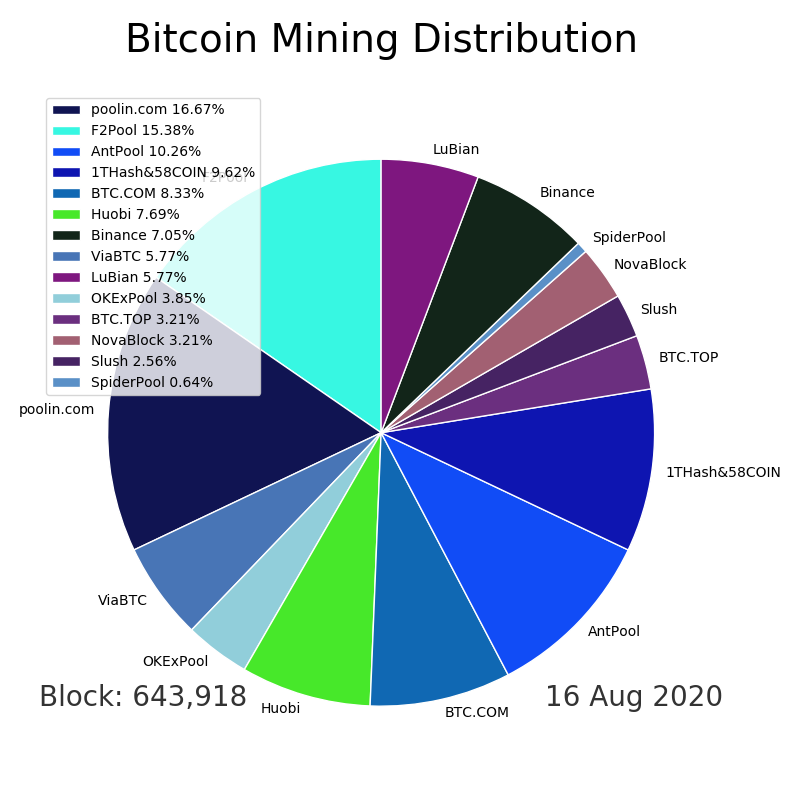 Bitcoin Mining Distribution
poolin.com 16.67%
F2Pool 15.38%
AntPool 10.26%
1THash&58COIN 9.62%
BTC.COM 8.33%
Huobi 7.69%
Binance 7.05%
ViaBTC 5.77%
LuBian 5.77%
OKExPool 3.85%
BTC.TOP 3.21%
NovaBlock 3.21%
Slush 2.56%
SpiderPool 0.64%
F2Pool
LuBian
Binance
SpiderPool
NovaBlock
Slush
BTC.TOP
poolin.com
1THash&58COIN
ViaBTC
AntPool
OKExPool
Huobi
BTC.COM
Block: 643,918
16 Aug 2020